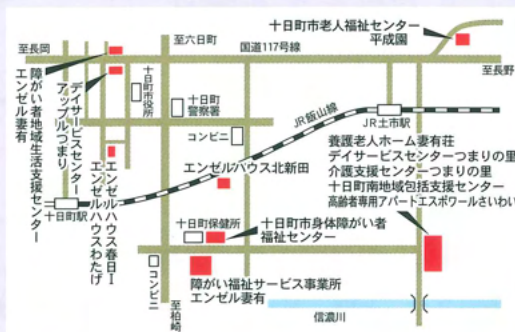 十日町市老人福祉センター
平成園
至六日町
至長岡
国道117号線
至長野
障がい者地域生活支援センター
エンゼル妻有
デイサービスセンター
アップルつまり
十日町市役所
十日町
警察署
コンビニ
JR飯山線
JR土市駅
エンゼルハウス春日Ⅰ
エンゼルハウスわたげ
エンゼルハウス北新田
養護老人ホーム妻有荘
デイサービスセンターつまりの里
介護支援センターつまりの里
十日町南地域包括支援センター
高齢者専用アパートエスポワールさいわい
十日町駅
十日町保健所
十日町市身体障がい者
福祉センター
コンビニ
障がい福祉サービス事業所
エンゼル妻有
至柏崎
信濃川